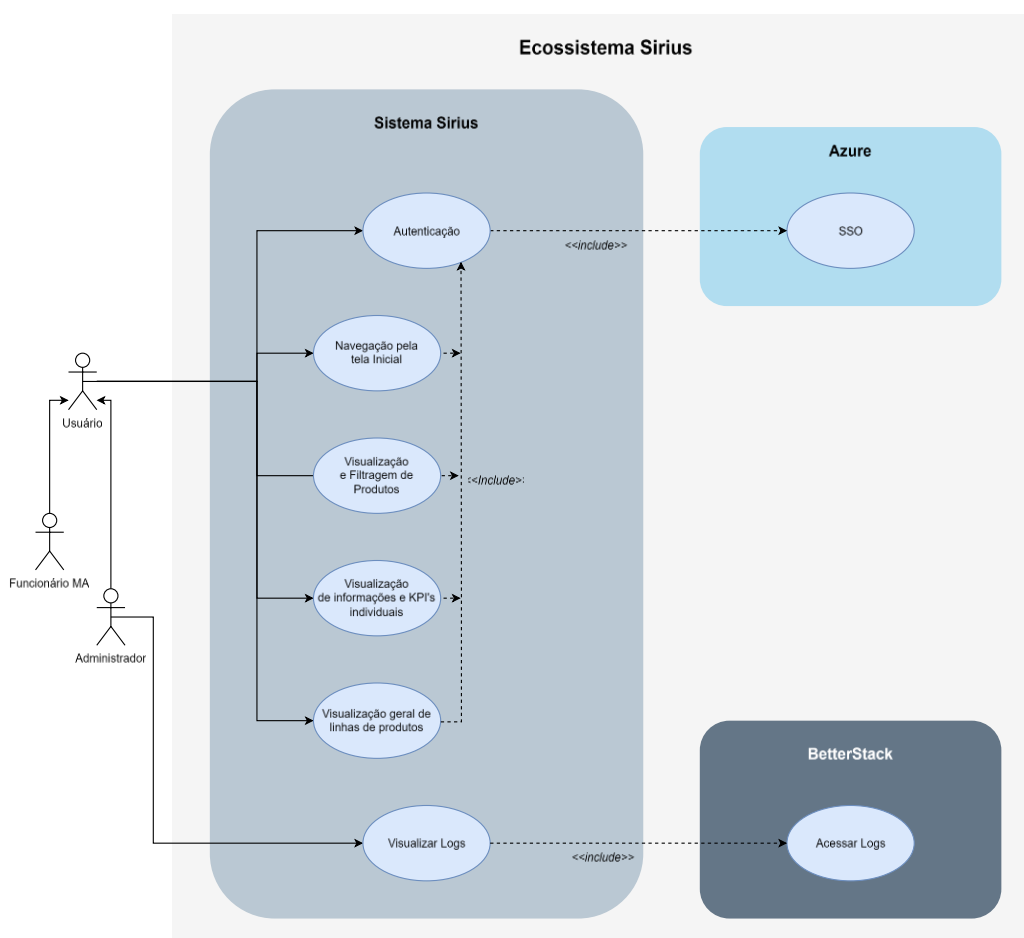 Ecossistema Sirius
Sistema Sirius
Azure
Autenticação
SSO
<<include>>
Navegação pela
tela Inicial
Usuário
Visualização
e Filtragem de
Produtos
<<Include>>
Funcionário MA
Visualização
de informações e KPI's
individuais
Administrador
Visualização geral de
linhas de produtos
BetterStack
Visualizar Logs
Acessar Logs
<<include>>